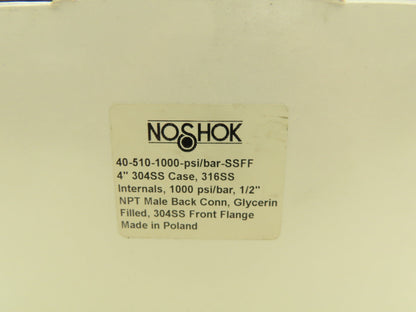 NOSHOK
40-510-1000-psi/bar-SSFF
4" 304SS Case, 316SS
Internals, 1000 psi/bar, 1/2"
NPT Male Back Conn, Glycerin
Filled, 304SS Front Flange
Made in Poland